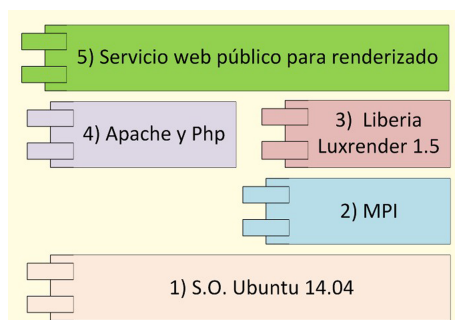 5) Servicio web público para renderizado
4) Apache y Php
3) Liberia
Luxrender 1.5
2) MPI
1) S.O. Ubuntu 14.04